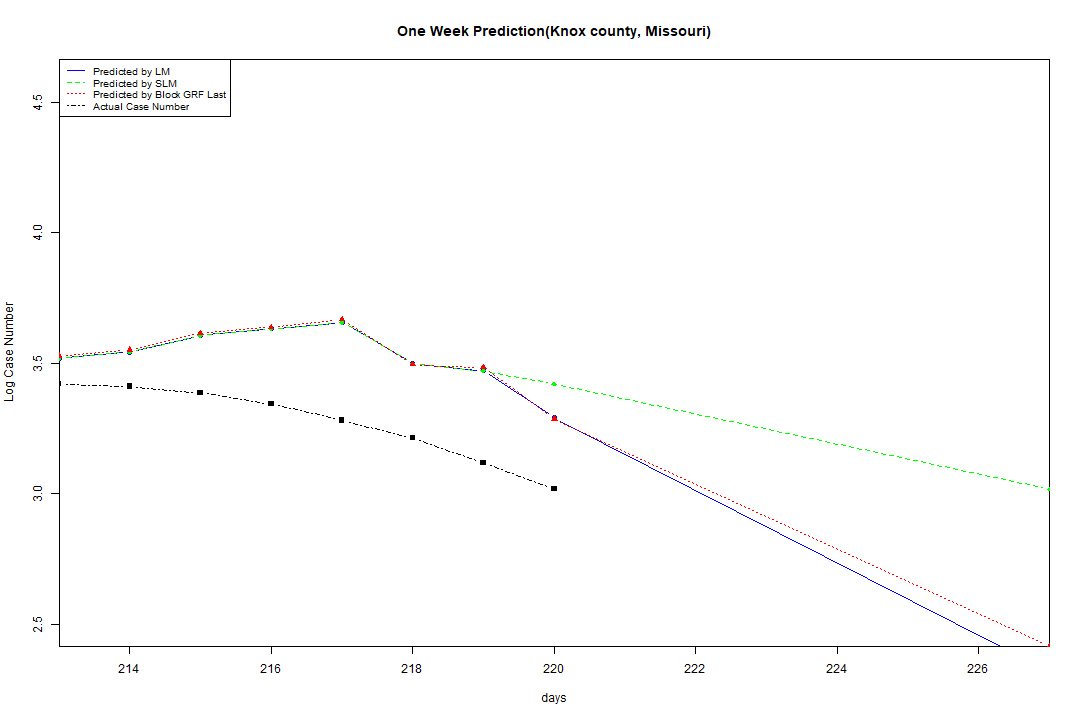 One Week Prediction(Knox county, Missouri)
Predicted by LM
Predicted by SLM
Predicted by Block GRF Last
Actual Case Number
4.5
4.0
3.5
3.0
2.5
Log Case Number
214 216 218 220 222 224 226
days